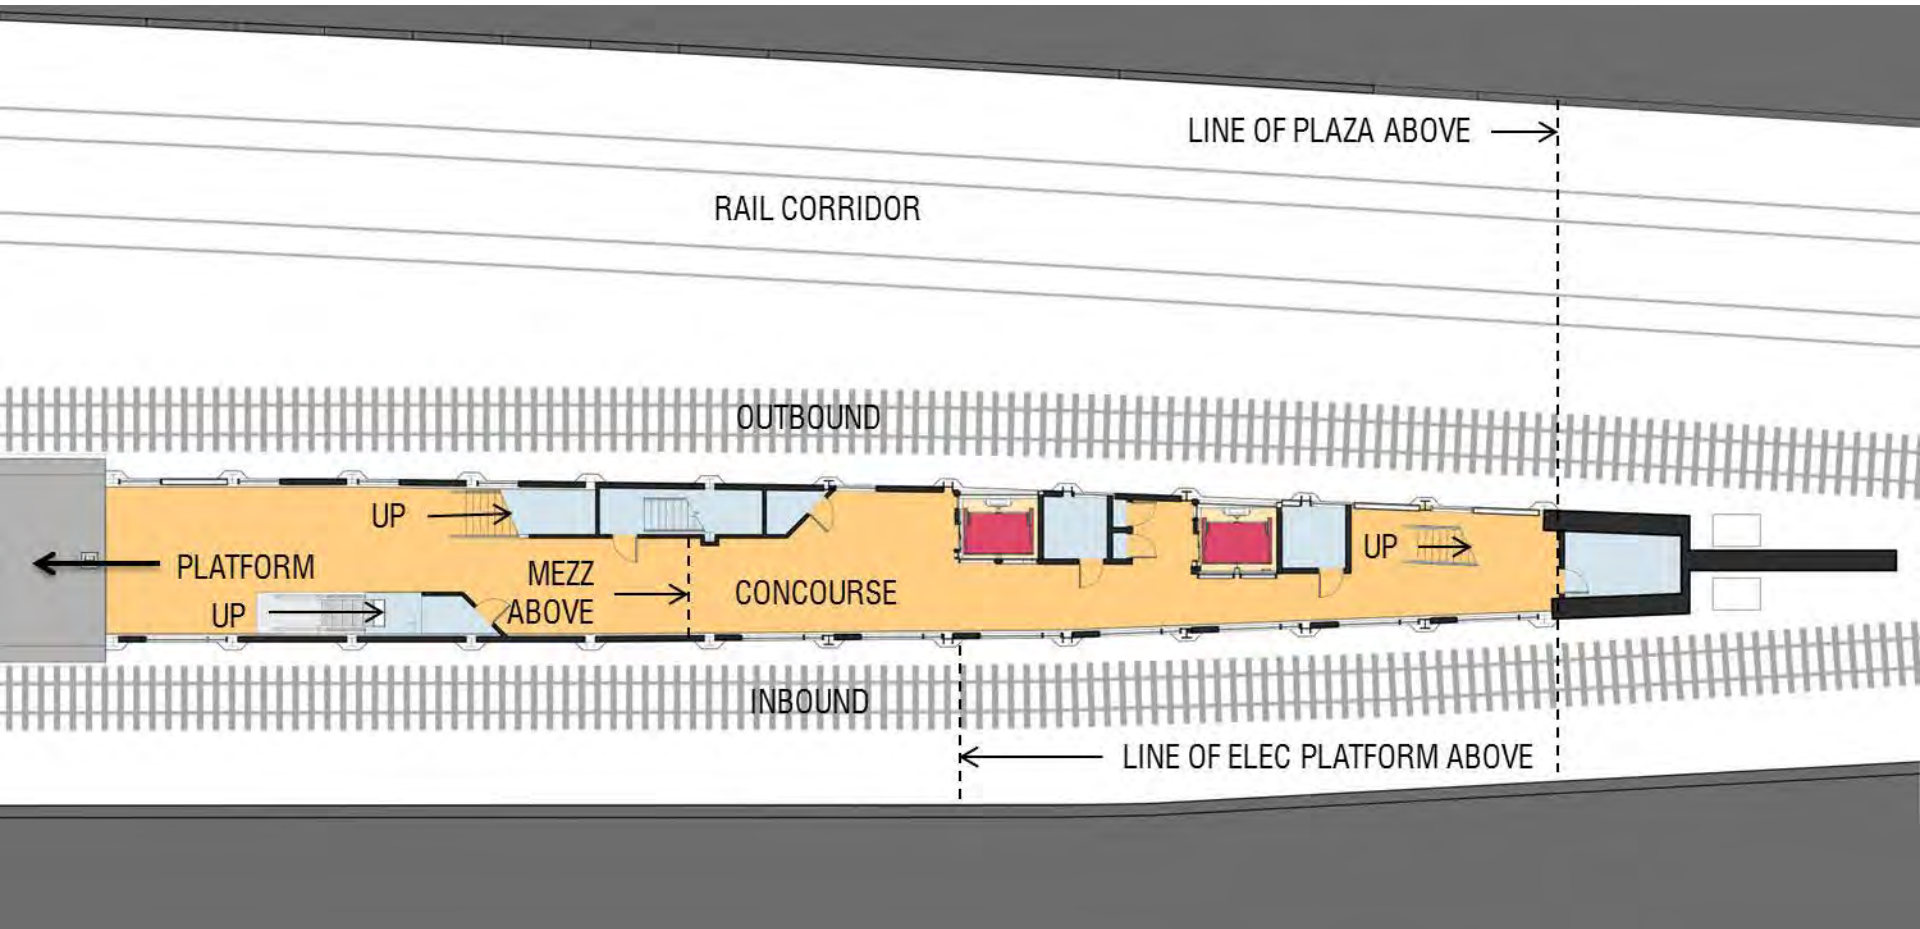 LINE OF PLAZA ABOVE
RAIL CORRIDOR
OUTBOUND
UP
UP
PLATFORM
MEZZ
ABOVE
CONCOURSE
UP
INBOUND
LINE OF ELEC PLATFORM ABOVE